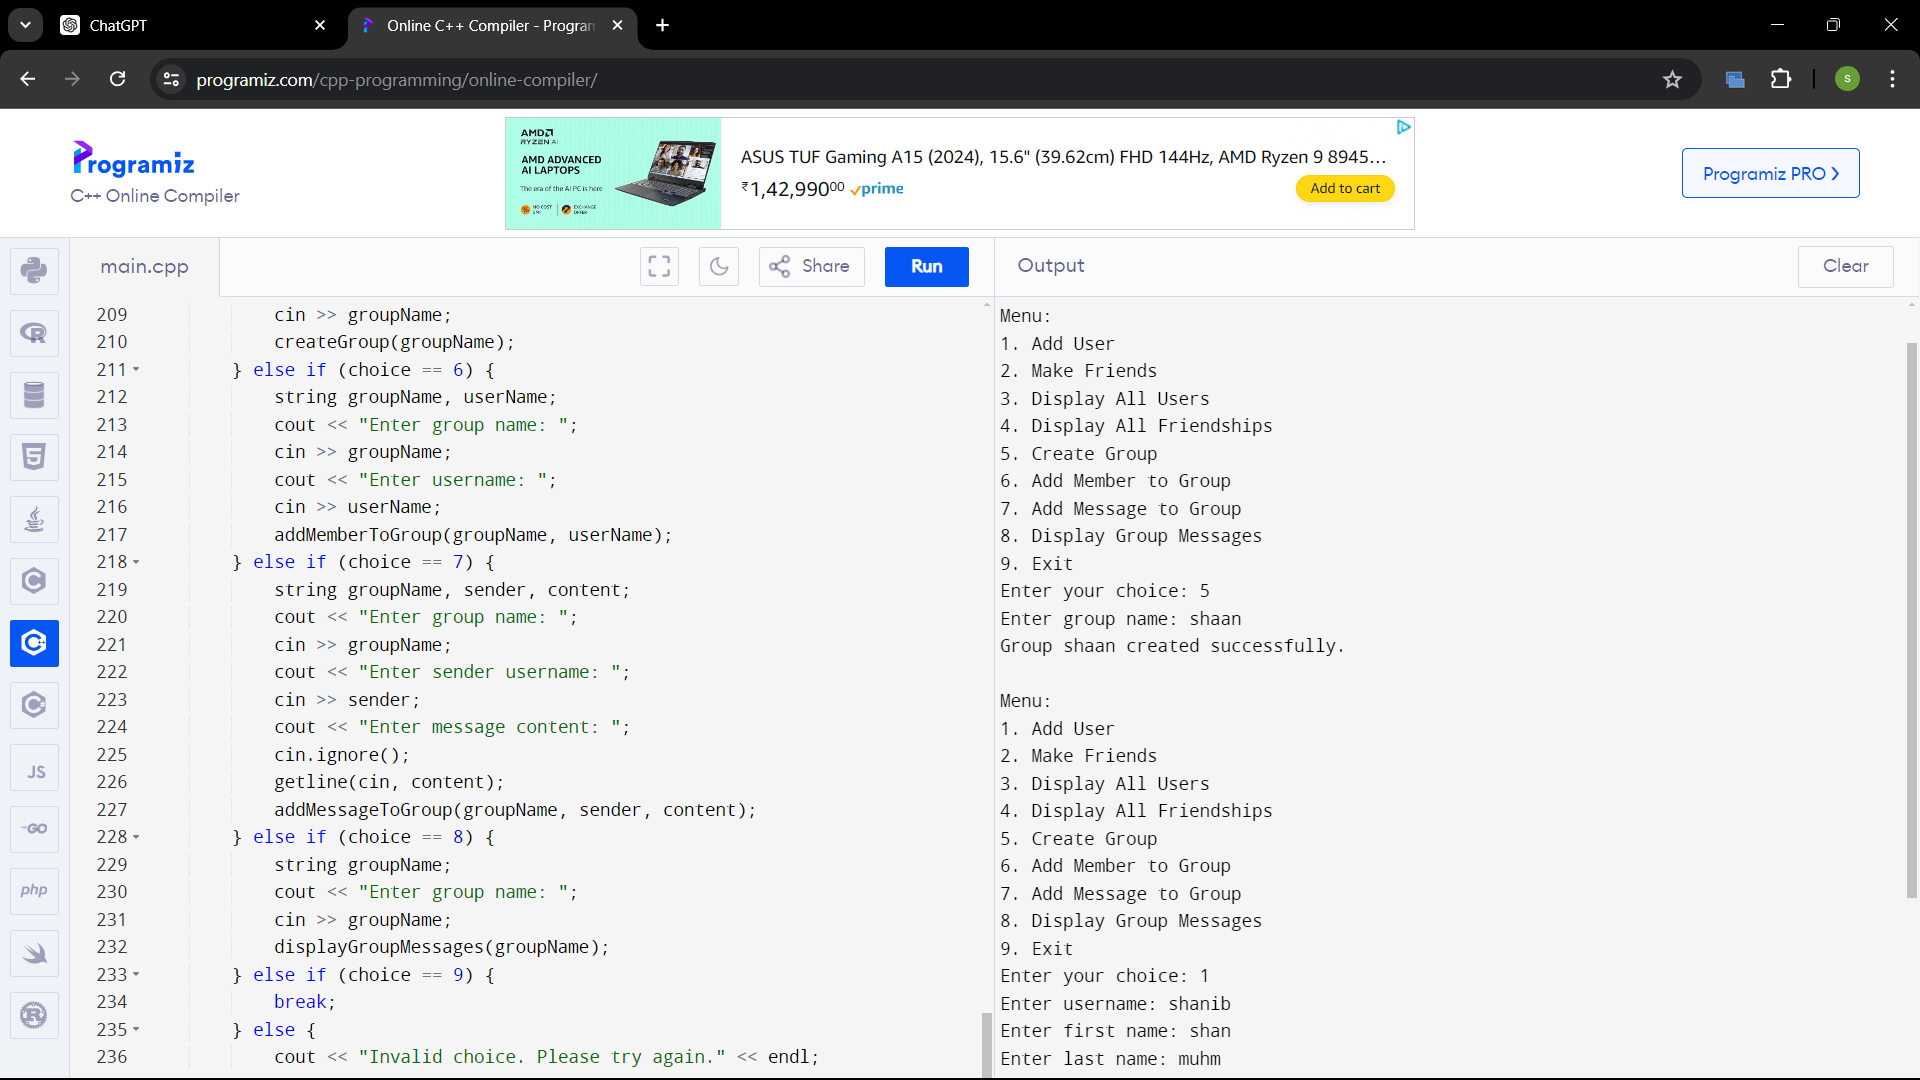 ChatGPT
Online C++ Compiler - Program
programiz.com/cpp-programming/online-compiler/
S
Programiz
C++ Online Compiler
AMD
RYZEN AI
AMD ADVANCED
AI LAPTOPS
The era of the AI PC is here
NO COST
EMI
EXCHANGE
OFFER
ASUS TUF Gaming A15 (2024), 15.6" (39.62cm) FHD 144Hz, AMD Ryzen 9 8945...
₹1,42,990.00 prime
Add to cart
Programiz PRO ❯
main.cpp
Share
Run
Output
Clear
R
5
C
C++
C#
JS
GO
php
209 cin >> groupName;
210 createGroup(groupName);
211 } else if (choice == 6) {
212 string groupName, userName;
213 cout << "Enter group name: ";
214 cin >> groupName;
215 cout << "Enter username: ";
216 cin >> userName;
217 addMemberToGroup(groupName, userName);
218 } else if (choice == 7) {
219 string groupName, sender, content;
220 cout << "Enter group name: ";
221 cin >> groupName;
222 cout << "Enter sender username: ";
223 cin >> sender;
224 cout << "Enter message content: ";
225 cin.ignore();
226 getline(cin, content);
227 addMessageToGroup(groupName, sender, content);
228 } else if (choice == 8) {
229 string groupName;
230 cout << "Enter group name: ";
231 cin >> groupName;
232 displayGroupMessages(groupName);
233 } else if (choice == 9) {
234 break;
235 } else {
236 cout << "Invalid choice. Please try again." << endl;
Menu:
1. Add User
2. Make Friends
3. Display All Users
4. Display All Friendships
5. Create Group
6. Add Member to Group
7. Add Message to Group
8. Display Group Messages
9. Exit
Enter your choice: 5
Enter group name: shaan
Group shaan created successfully.
Menu:
1. Add User
2. Make Friends
3. Display All Users
4. Display All Friendships
5. Create Group
6. Add Member to Group
7. Add Message to Group
8. Display Group Messages
9. Exit
Enter your choice: 1
Enter username: shanib
Enter first name: shan
Enter last name: muhm